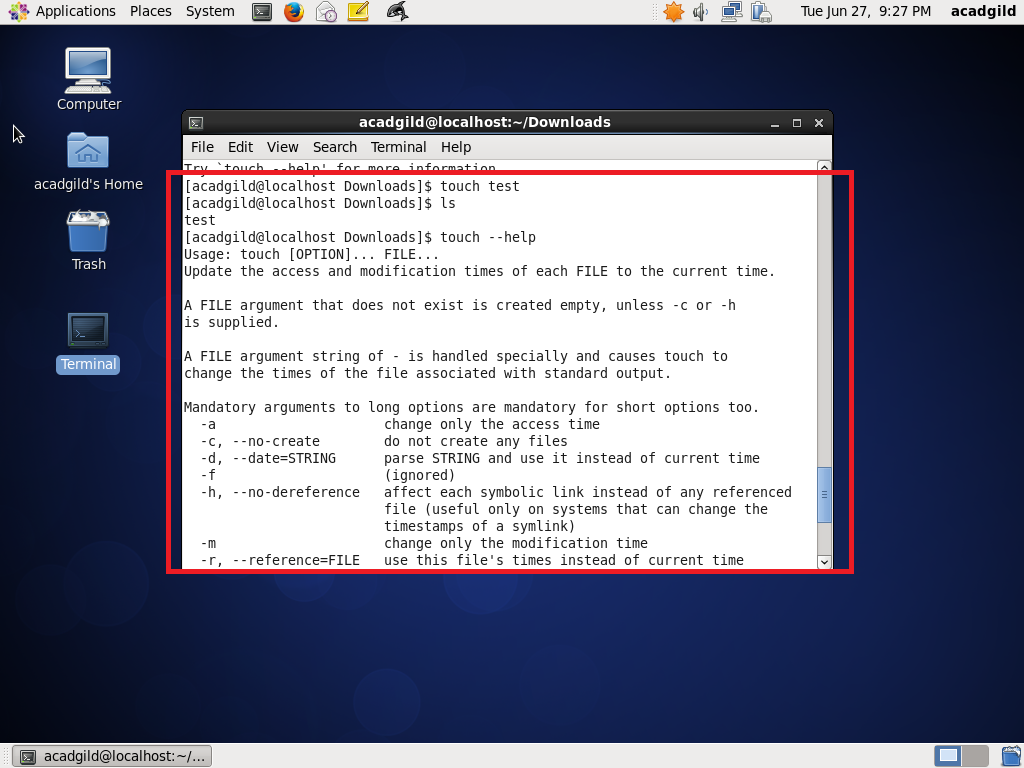 Applications Places System Tue Jun 27, 9:27 PM acadgild
Computer
acadgild's Home
Trash
Terminal
acadgild@localhost:~/Downloads
File Edit View Search Terminal Help
Try `touch --help' for more information.
[acadgild@localhost Downloads]$ touch test
[acadgild@localhost Downloads]$ ls
test
[acadgild@localhost Downloads]$ touch --help
Usage: touch [OPTION]... FILE...
Update the access and modification times of each FILE to the current time.
A FILE argument that does not exist is created empty, unless -c or -h
is supplied.
A FILE argument string of - is handled specially and causes touch to
change the times of the file associated with standard output.
Mandatory arguments to long options are mandatory for short options too.
-a change only the access time
-c, --no-create do not create any files
-d, --date=STRING parse STRING and use it instead of current time
-f (ignored)
-h, --no-dereference affect each symbolic link instead of any referenced
file (useful only on systems that can change the
timestamps of a symlink)
-m change only the modification time
-r, --reference=FILE use this file's times instead of current time
acadgild@localhost:~/...